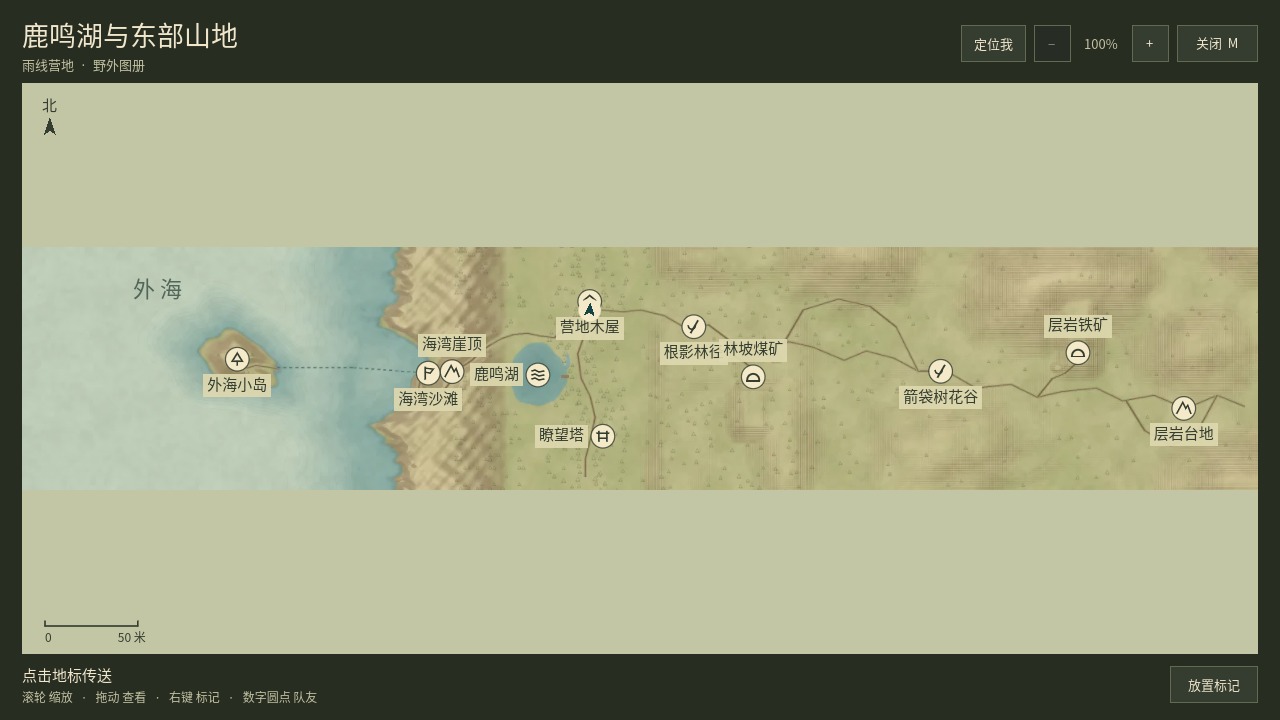 鹿鸣湖与东部山地
雨线营地 · 野外图册
定位我
−
100%
+
关闭 M
北
外海
外海小岛
海湾崖顶
海湾沙滩
鹿鸣湖
营地木屋
瞭望塔
根影林径
林坡煤矿
箭袋树花谷
层岩铁矿
层岩台地
0 50 米
点击地标传送
滚轮 缩放 · 拖动 查看 · 右键 标记 · 数字圆点 队友
放置标记